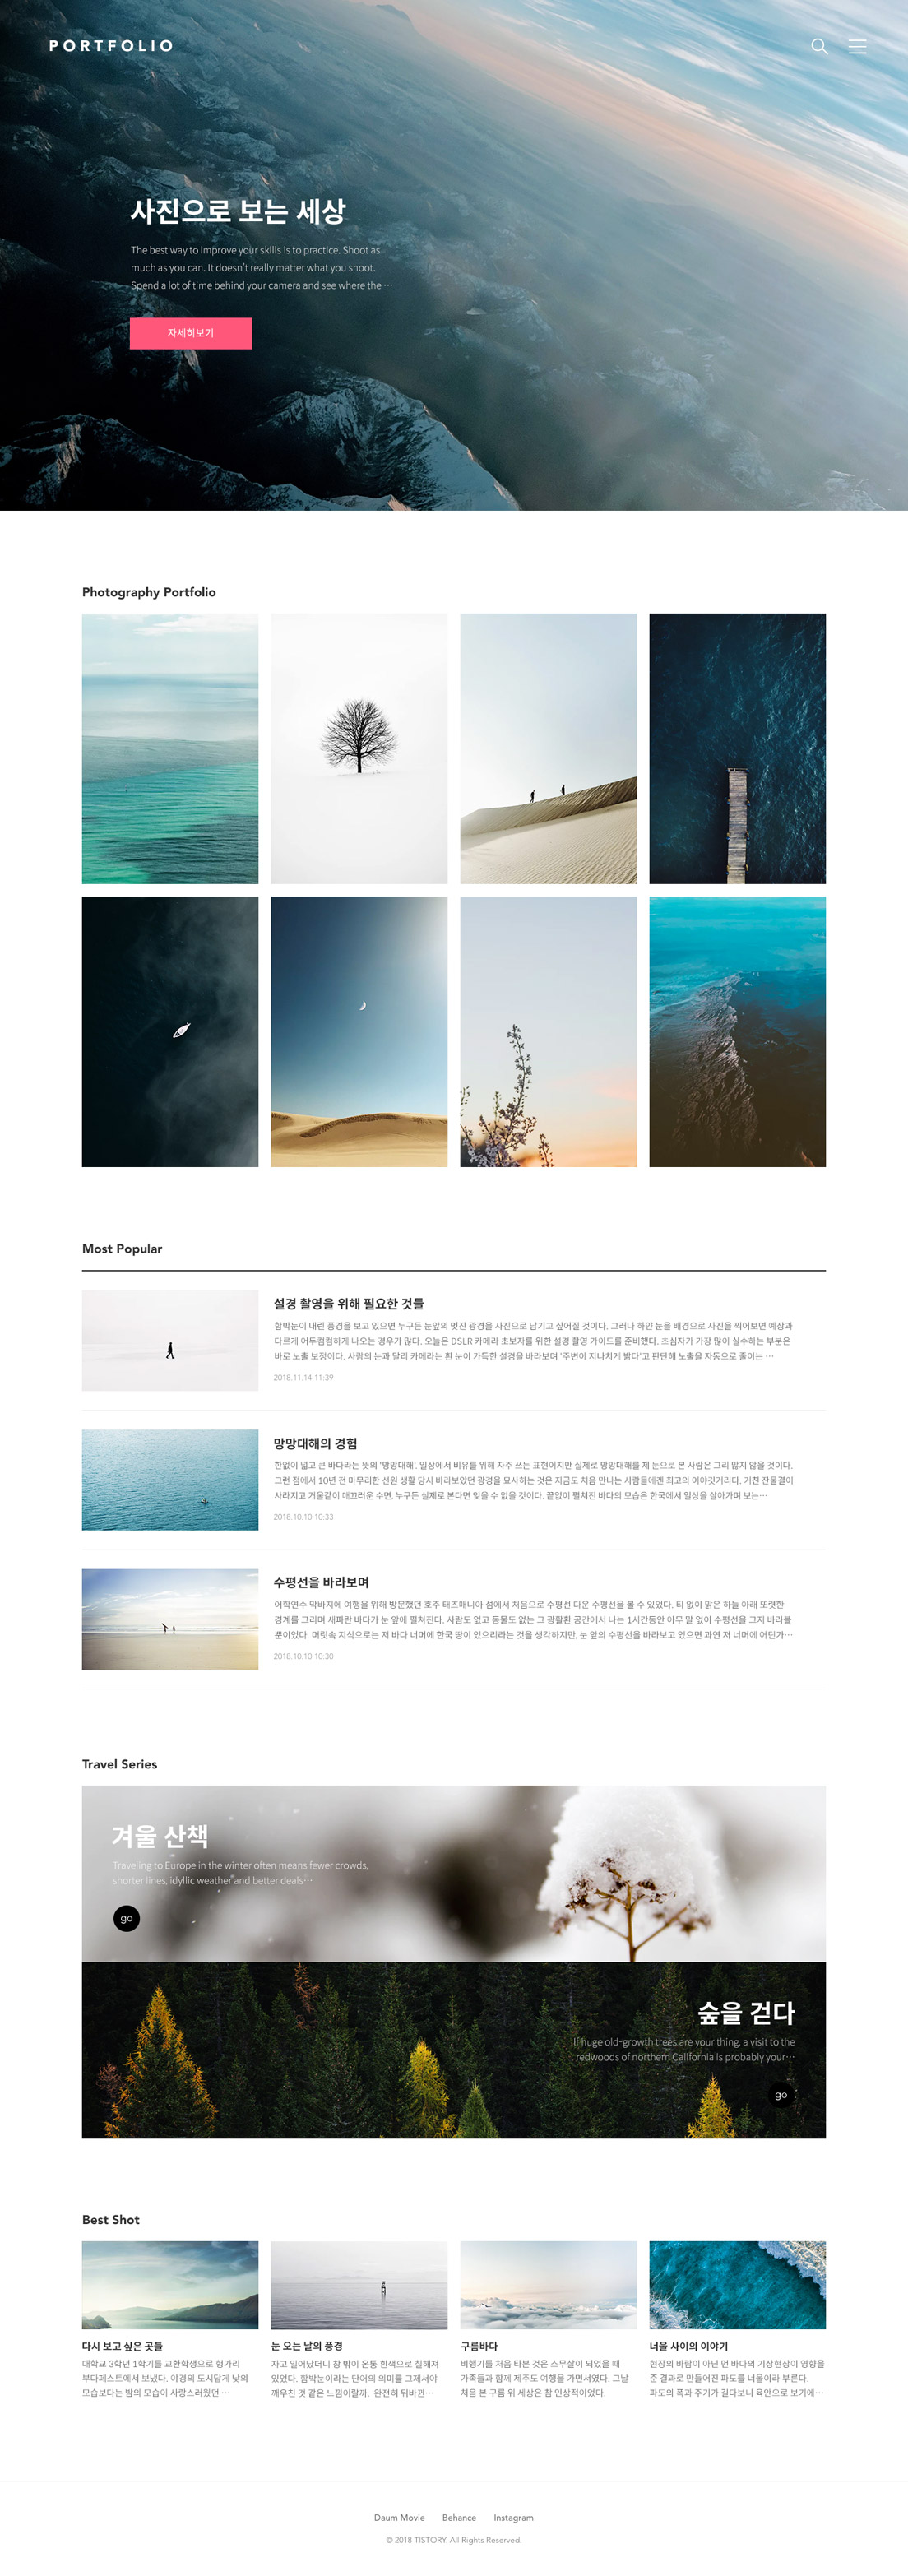 PORTFOLIO
사진으로 보는 세상
The best way to improve your skills is to practice. Shoot as
much as you can. It doesn't really matter what you shoot.
Spend a lot of time behind your camera and see where the ···
자세히보기
Photography Portfolio
Most Popular
설경 촬영을 위해 필요한 것들
함박눈이 내린 풍경을 보고 있으면 누구든 눈앞의 멋진 광경을 사진으로 남기고 싶어질 것이다. 그러나 하얀 눈을 배경으로 사진을 찍어보면 예상과
다르게 어두컴컴하게 나오는 경우가 많다. 오늘은 DSLR 카메라 초보자를 위한 설경 촬영 가이드를 준비했다. 초심자가 가장 많이 실수하는 부분은
바로 노출 보정이다. 사람의 눈과 달리 카메라는 흰 눈이 가득한 설경을 바라보며 '주변이 지나치게 밝다'고 판단해 노출을 자동으로 줄이는 ···
2018.11.14 11:39
망망대해의 경험
한없이 넓고 큰 바다라는 뜻의 '망망대해'. 일상에서 비유를 위해 자주 쓰는 표현이지만 실제로 망망대해를 제 눈으로 본 사람은 그리 많지 않을 것이다.
그런 점에서 10년 전 마무리한 선원 생활 당시 바라보았던 광경을 묘사하는 것은 지금도 처음 만나는 사람들에겐 최고의 이야깃거리다. 거친 잔물결이
사라지고 거울같이 매끄러운 수면, 누구든 실제로 본다면 잊을 수 없을 것이다. 끝없이 펼쳐진 바다의 모습은 한국에서 일상을 살아가며 보는···
2018.10.10 10:33
수평선을 바라보며
어학연수 막바지에 여행을 위해 방문했던 호주 태즈매니아 섬에서 처음으로 수평선 다운 수평선을 볼 수 있었다. 티 없이 맑은 하늘 아래 또렷한
경계를 그리며 새파란 바다가 눈 앞에 펼쳐진다. 사람도 없고 동물도 없는 그 광활한 공간에서 나는 1시간동안 아무 말 없이 수평선을 그저 바라볼
뿐이었다. 머릿속 지식으로는 저 바다 너머에 한국 땅이 있으리라는 것을 생각하지만, 눈 앞의 수평선을 바라보고 있으면 과연 저 너머에 어딘가···
2018.10.10 10:30
Travel Series
겨울 산책
Traveling to Europe in the winter often means fewer crowds,
shorter lines, idyllic weather and better deals···
go
숲을 걷다
If huge old-growth trees are your thing, a visit to the
redwoods of northern California is probably your···
go
Best Shot
다시 보고 싶은 곳들
대학교 3학년 1학기를 교환학생으로 헝가리
부다페스트에서 보냈다. 야경의 도시답게 낮의
모습보다는 밤의 모습이 사랑스러웠던 ···
눈 오는 날의 풍경
자고 일어났더니 창 밖이 온통 흰색으로 칠해져
있었다. 함박눈이라는 단어의 의미를 그제서야
깨우친 것 같은 느낌이랄까. 완전히 뒤바뀐···
구름바다
비행기를 처음 타본 것은 스무살이 되었을 때
가족들과 함께 제주도 여행을 가면서였다. 그날
처음 본 구름 위 세상은 참 인상적이었다.
너울 사이의 이야기
현장의 바람이 아닌 먼 바다의 기상현상이 영향을
준 결과로 만들어진 파도를 너울이라 부른다.
파도의 폭과 주기가 길다보니 육안으로 보기에···
Daum Movie Behance Instagram
© 2018 TISTORY. All Rights Reserved.